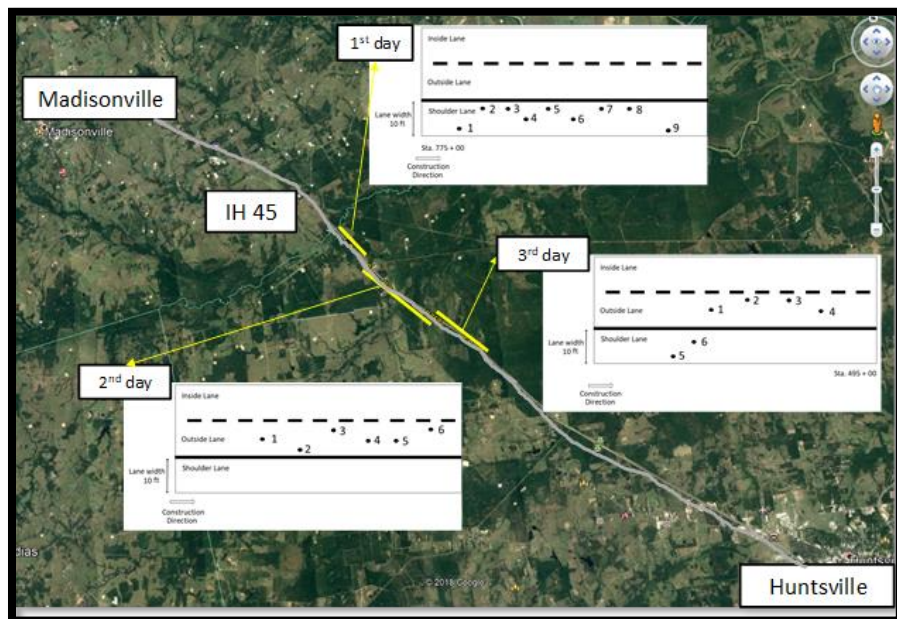 1st day
Inside Lane
Outside Lane
Lane width
10 ft
Shoulder Lane
1
2
3
4
5
6
7
8
9
Sta. 775 + 00
Construction
Direction
Madisonville
Madisonville
IH 45
3rd day
Inside Lane
Outside Lane
1
2
3
4
Lane width
10 ft
Shoulder Lane
5
6
Sta. 495 + 00
Construction
Direction
2nd day
Inside Lane
Outside Lane
1
2
3
4
5
6
Lane width
10 ft
Shoulder Lane
Construction
Direction
dias
© 2018 Google
Huntsville